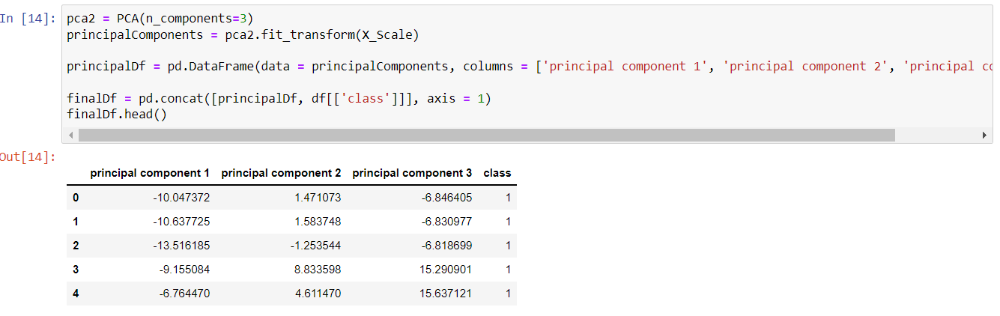 In [14]: pca2 = PCA(n_components=3)
principalComponents = pca2.fit_transform(X_Scale)
principalDf = pd.DataFrame(data = principalComponents, columns = ['principal component 1', 'principal component 2', 'principal co
finalDf = pd.concat([principalDf, df[['class']]], axis = 1)
finalDf.head()
Out[14]:
principal component 1 principal component 2 principal component 3 class
0 -10.047372 1.471073 -6.846405 1
1 -10.637725 1.583748 -6.830977 1
2 -13.516185 -1.253544 -6.818699 1
3 -9.155084 8.833598 15.290901 1
4 -6.764470 4.611470 15.637121 1